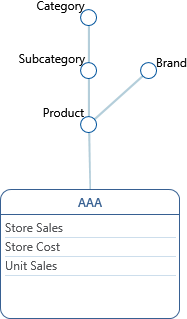 Category
Subcategory
Brand
Product
AAA
Store Sales
Store Cost
Unit Sales